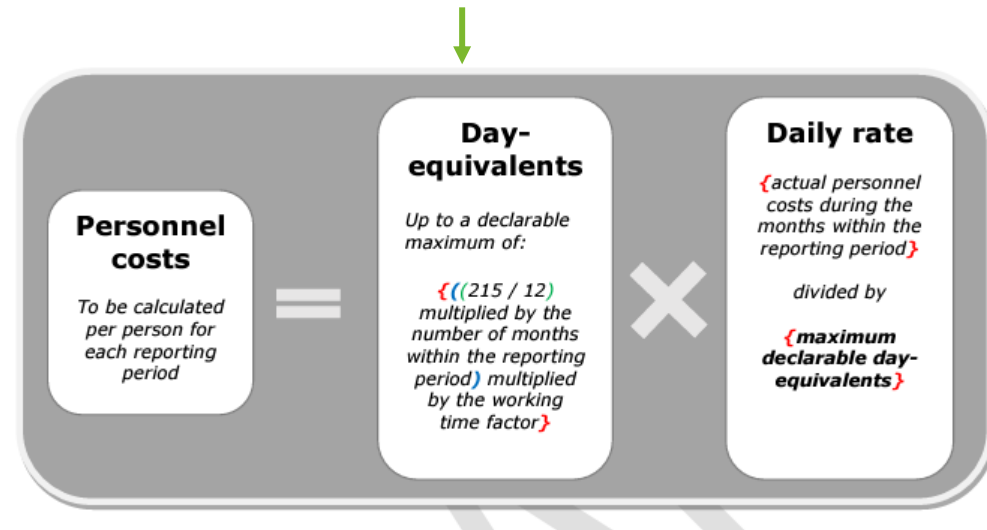 Personnel
costs
To be calculated
per person for
each reporting
period
=
Day-
equivalents
Up to a declarable
maximum of:
{((215 / 12)
multiplied by the
number of months
within the reporting
period) multiplied
by the working
time factor}
×
Daily rate
{actual personnel
costs during the
months within the
reporting period}
divided by
{maximum
declarable day-
equivalents}